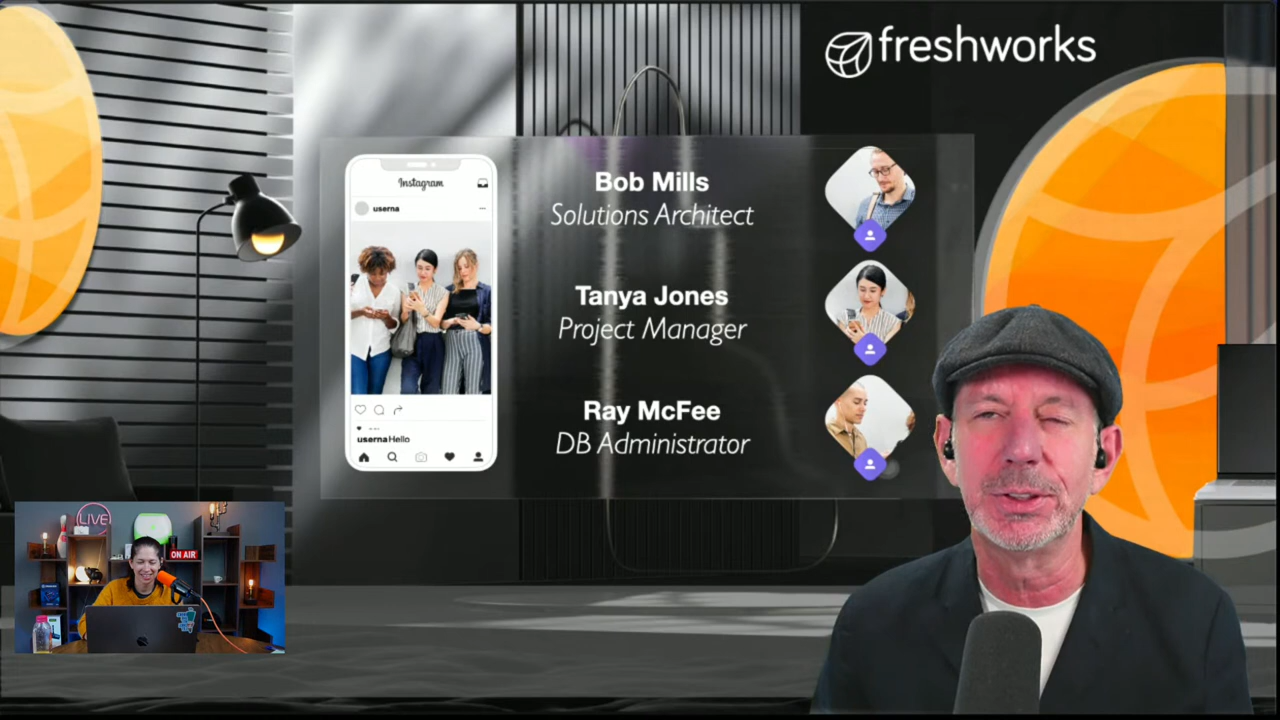 freshworks
Instagram
userna
Bob Mills
Solutions Architect
Tanya Jones
Project Manager
Ray McFee
DB Administrator
userna Hello
LIVE
ON AIR